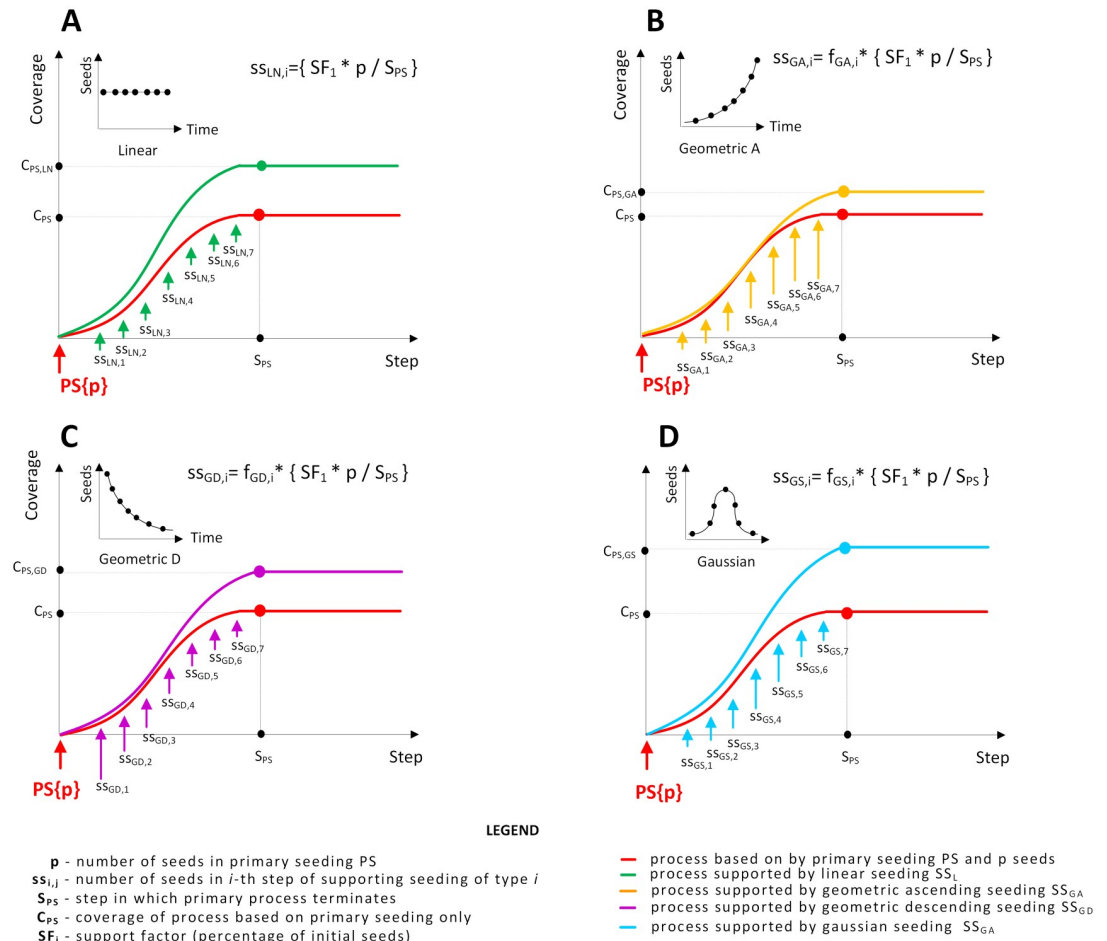 A
Coverage
Seeds
Time
Linear
ss_LN,i={ SF_1 * p / S_PS }
C_PS,LN
C_PS
ss_LN,7
ss_LN,6
ss_LN,5
ss_LN,4
ss_LN,3
ss_LN,2
ss_LN,1
S_PS
Step
PS{p}
B
Coverage
Seeds
Time
Geometric A
ss_GA,i= f_GA,i* { SF_1 * p / S_PS }
C_PS,GA
C_PS
SS_GA,7
SS_GA,6
SS_GA,5
SS_GA,4
SS_GA,3
SS_GA,2
SS_GA,1
S_PS
Step
PS{p}
C
Coverage
Seeds
Time
Geometric D
ss_GD,i= f_GD,i* { SF_1 * p / S_PS }
C_PS,GD
C_PS
ss_GD,7
ss_GD,6
ss_GD,5
ss_GD,4
ss_GD,3
ss_GD,2
ss_GD,1
S_PS
Step
PS{p}
D
Seeds
Gaussian
ss_GS,i= f_GS,i* { SF_1 * p / S_PS }
C_PS,GS
C_PS
SS_GS,7
SS_GS,6
SS_GS,5
SS_GS,4
SS_GS,3
SS_GS,2
SS_GS,1
S_PS
Step
PS{p}
LEGEND
p - number of seeds in primary seeding PS
ss_i,j - number of seeds in i-th step of supporting seeding of type i
S_PS - step in which primary process terminates
C_PS - coverage of process based on primary seeding only
SF_i - support factor (percentage of initial seeds)
process based on by primary seeding PS and p seeds
process supported by linear seeding SS_L
process supported by geometric ascending seeding SS_GA
process supported by geometric descending seeding SS_GD
process supported by gaussian seeding SS_GA